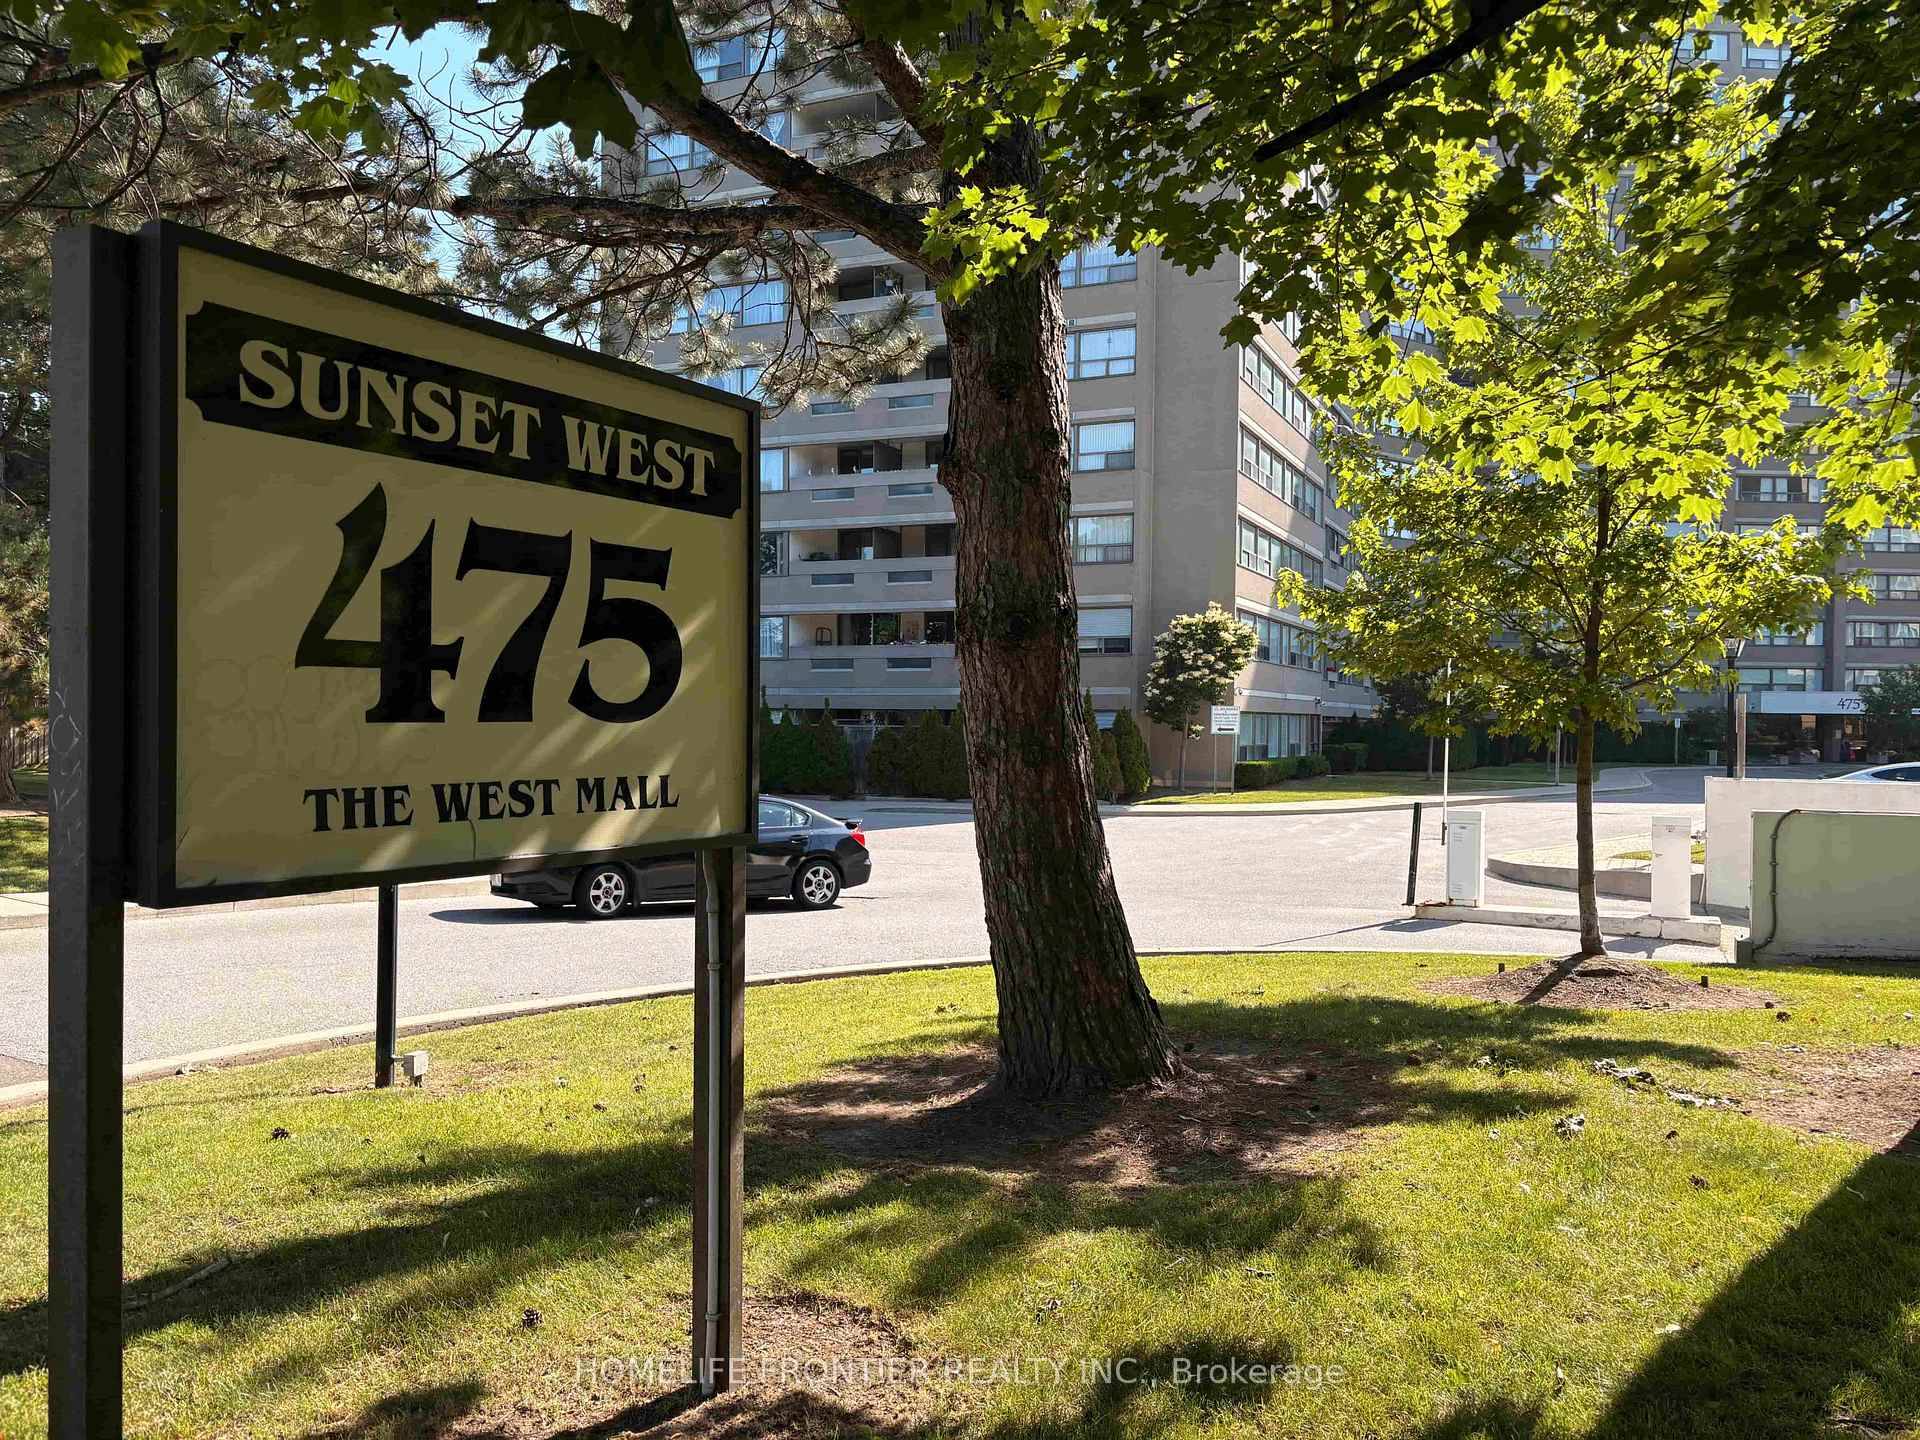 SUNSET WEST
475
THE WEST MALL
475
HOMELIFE FRONTIER REALTY INC., Brokerage